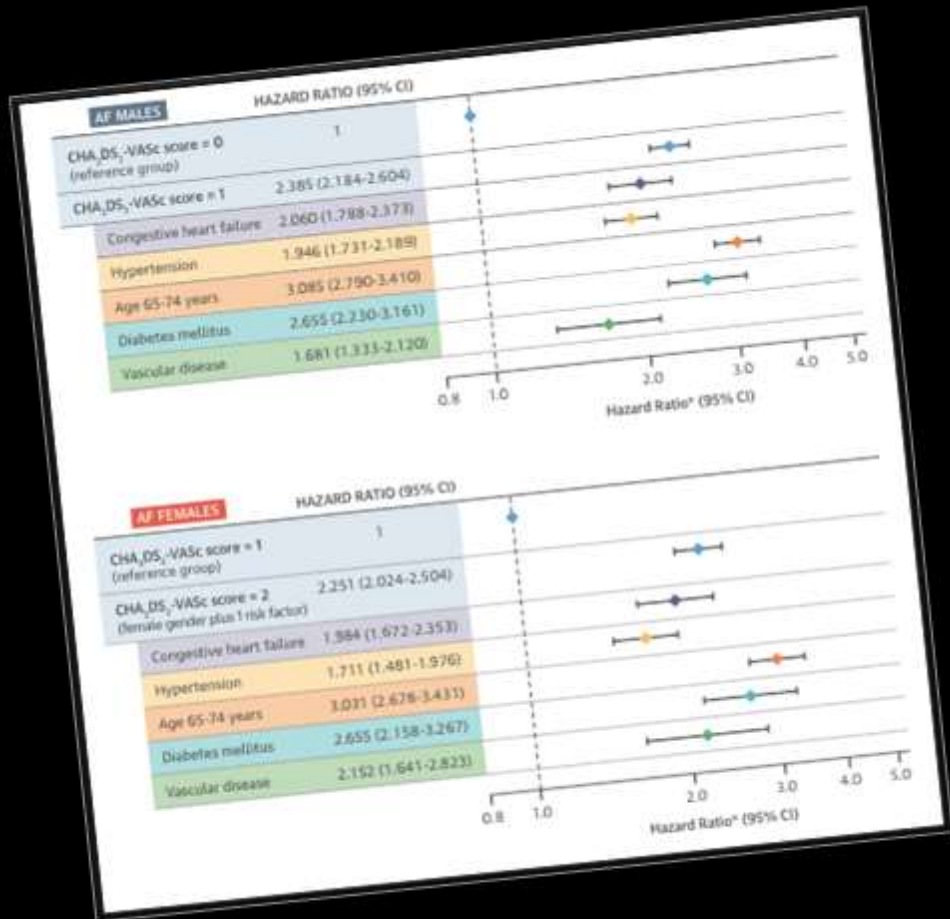 AF MALES
HAZARD RATIO (95% CI)
CHA₂DS₂-VASc score = 0
(reference group)
1
CHA₂DS₂-VASc score = 1
2.385 (2.184-2.604)
Congestive heart failure 2.060 (1.788-2.373)
Hypertension 1.946 (1.731-2.189)
Age 65-74 years 3.085 (2.790-3.410)
Diabetes mellitus 2.655 (2.230-3.161)
Vascular disease 1.681 (1.333-2.120)
0.8 1.0 2.0 3.0 4.0 5.0
Hazard Ratio* (95% CI)
AF FEMALES
HAZARD RATIO (95% CI)
CHA₂DS₂-VASc score = 1
(reference group)
1
CHA₂DS₂-VASc score = 2
(female gender plus 1 risk factor)
2.251 (2.024-2.504)
Congestive heart failure 1.984 (1.672-2.353)
Hypertension 1.711 (1.481-1.976)
Age 65-74 years 3.031 (2.678-3.431)
Diabetes mellitus 2.655 (2.158-3.267)
Vascular disease 2.152 (1.641-2.823)
0.8 1.0 2.0 3.0 4.0 5.0
Hazard Ratio* (95% CI)